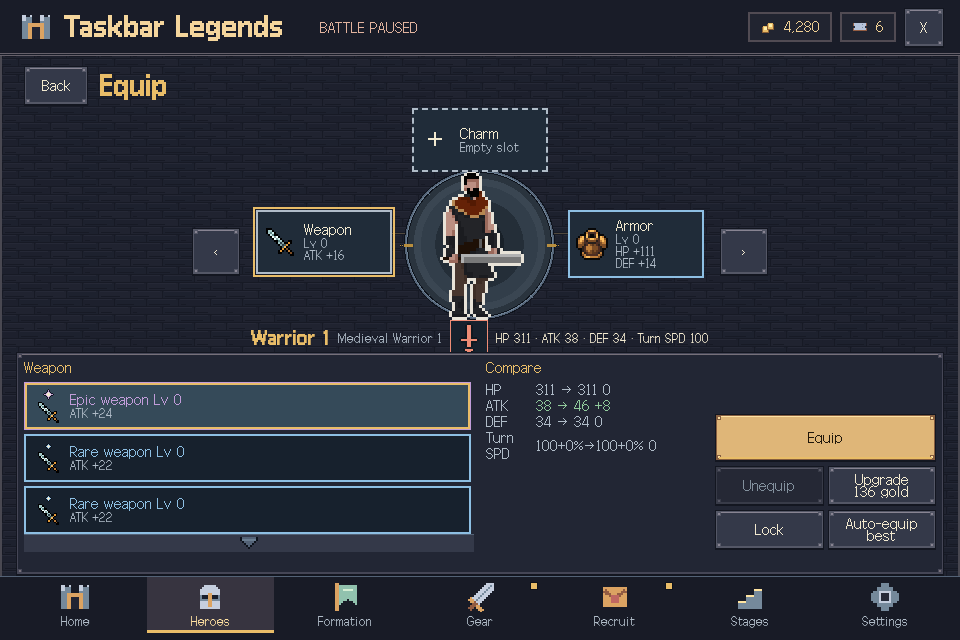 Taskbar Legends
BATTLE PAUSED
4,280
6
X
Back
Equip
+
Charm
Empty slot
Weapon
Lv 0
ATK +16
Armor
Lv 0
HP +111
DEF +14
<
>
Warrior 1
Medieval Warrior 1
HP 311 · ATK 38 · DEF 34 · Turn SPD 100
Weapon
Epic weapon Lv 0
ATK +24
Rare weapon Lv 0
ATK +22
Rare weapon Lv 0
ATK +22
Compare
HP 311 → 311 0
ATK 38 → 46 +8
DEF 34 → 34 0
Turn SPD 100+0%→100+0% 0
Equip
Unequip
Upgrade
136 gold
Lock
Auto-equip
best
Home
Heroes
Formation
Gear
Recruit
Stages
Settings